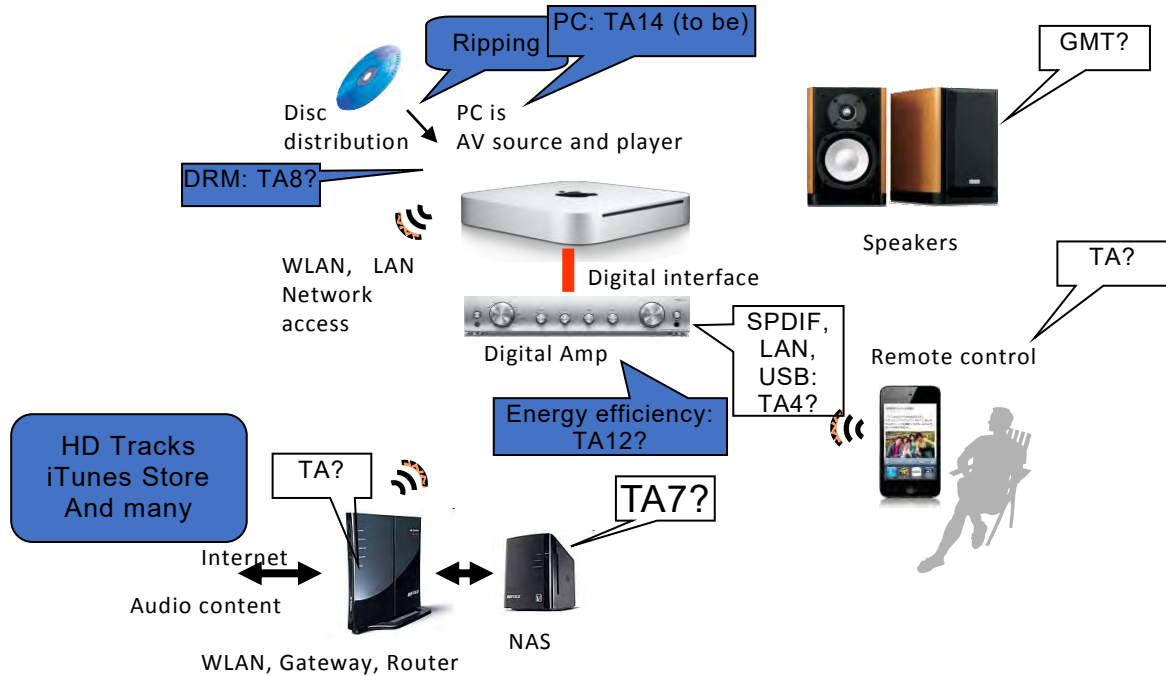 Ripping
PC: TA14 (to be)
GMT?
Disc
distribution
PC is
AV source and player
DRM: TA8?
Speakers
WLAN, LAN
Network
access
Digital interface
TA?
SPDIF,
LAN,
USB:
TA4?
Digital Amp
Remote control
Energy efficiency:
TA12?
HD Tracks
iTunes Store
And many
TA?
TA7?
Internet
Audio content
BUFFALO
NAS
WLAN, Gateway, Router